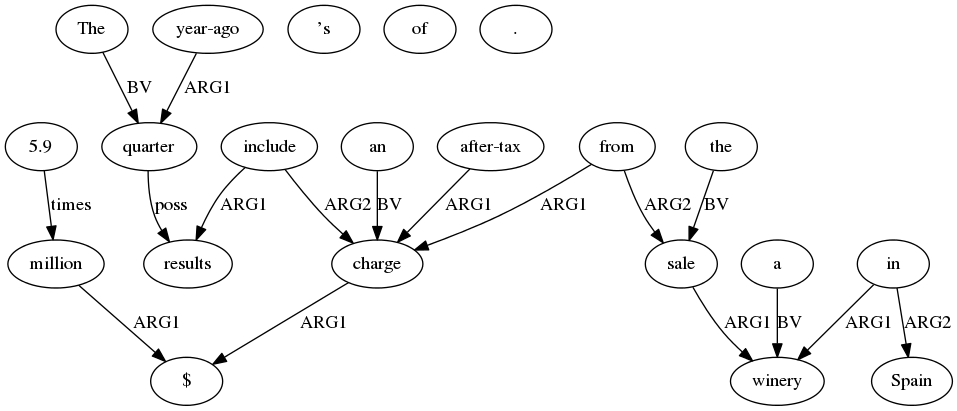 The year-ago ’s of .
BV ARG1
5.9 quarter include an after-tax from the
times poss ARG1 ARG2 BV ARG1 ARG1 ARG2 BV
million results charge sale a in
ARG1 ARG1 ARG1 BV ARG1 ARG2
$ winery Spain